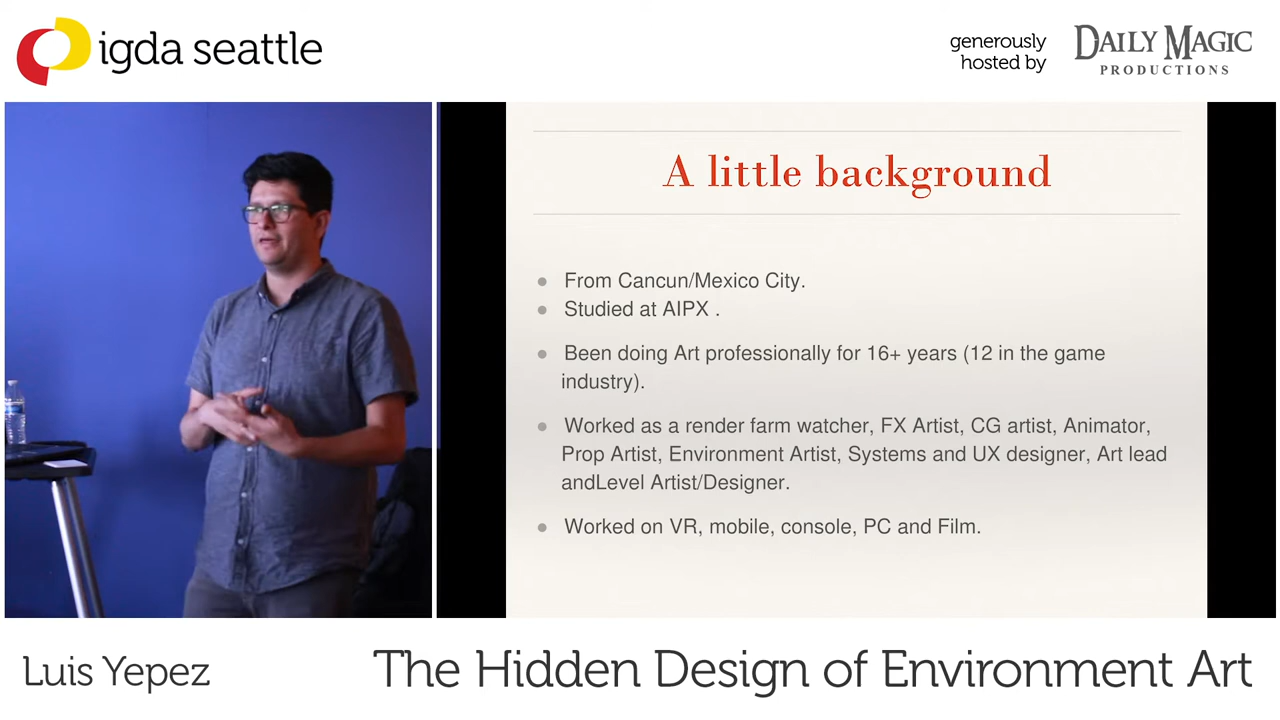 igda seattle
generously
hosted by
DAILY MAGIC
PRODUCTIONS
A little background
From Cancun/Mexico City.
Studied at AIPX .
Been doing Art professionally for 16+ years (12 in the game
industry).
Worked as a render farm watcher, FX Artist, CG artist, Animator,
Prop Artist, Environment Artist, Systems and UX designer, Art lead
andLevel Artist/Designer.
Worked on VR, mobile, console, PC and Film.
Luis Yepez
The Hidden Design of Environment Art